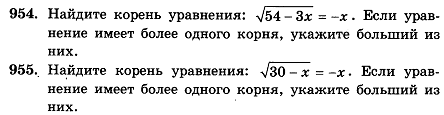 954. Найдите корень уравнения: √(54 − 3x) = −x. Если урав-
нение имеет более одного корня, укажите больший из
них.
955. Найдите корень уравнения: √(30 − x) = −x. Если урав-
нение имеет более одного корня, укажите больший из
них.